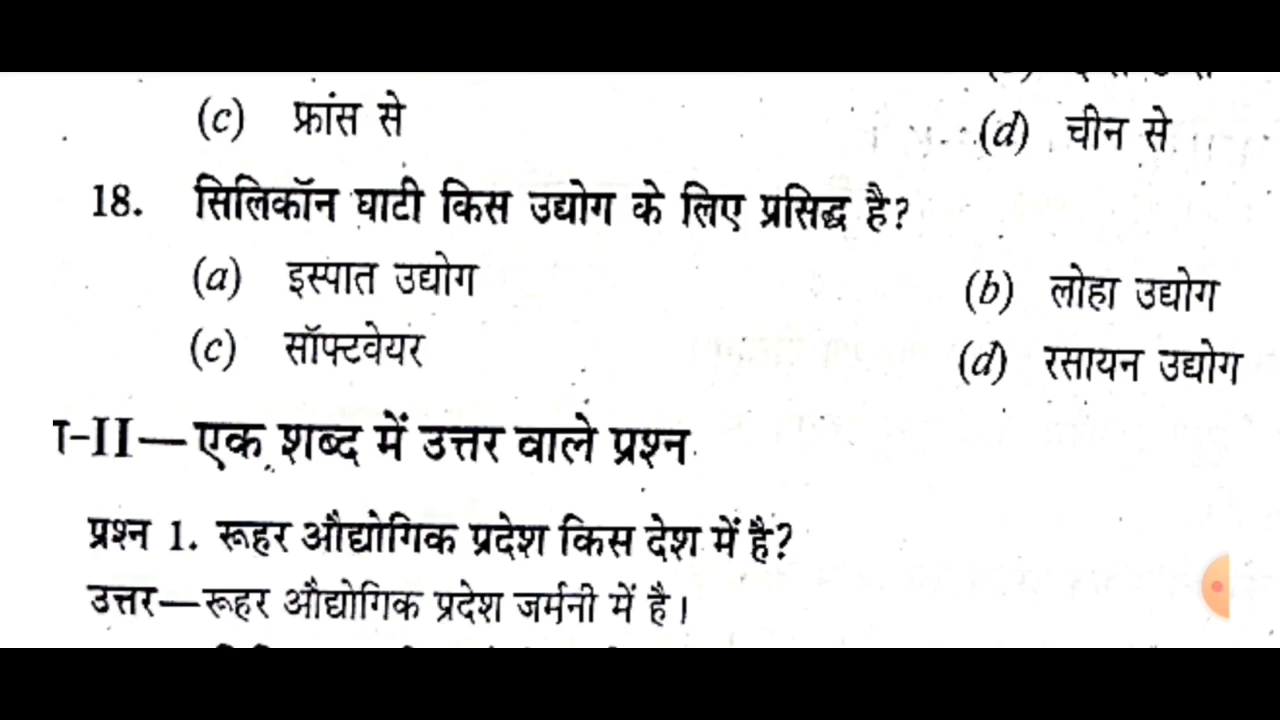 (c) फ्रांस से (d) चीन से
18. सिलिकॉन घाटी किस उद्योग के लिए प्रसिद्ध है?
(a) इस्पात उद्योग (b) लोहा उद्योग
(c) सॉफ्टवेयर (d) रसायन उद्योग
-II—एक शब्द में उत्तर वाले प्रश्न
प्रश्न 1. रूहर औद्योगिक प्रदेश किस देश में है?
उत्तर—रूहर औद्योगिक प्रदेश जर्मनी में है।